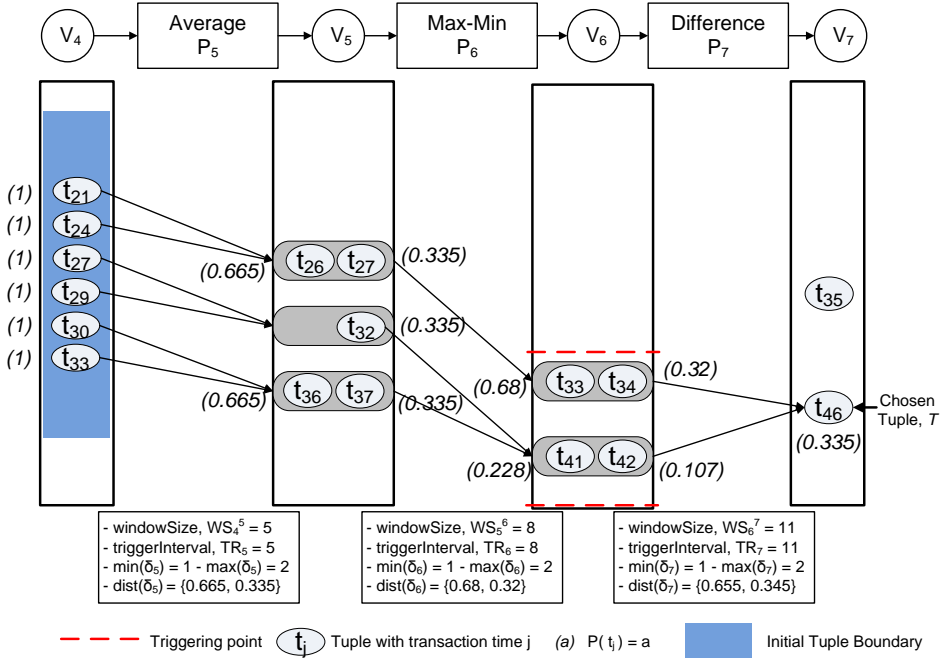 V4 Average P5 V5 Max-Min P6 V6 Difference P7 V7
(1) t21
(1) t24
(1) t27
(1) t29
(1) t30
(1) t33
(0.665) t26 t27 (0.335)
t32 (0.335)
(0.665) t36 t37 (0.335)
(0.68) t33 t34 (0.32)
(0.228) t41 t42 (0.107)
t35
t46
(0.335)
Chosen
Tuple, T
- windowSize, WS4^5 = 5
- triggerInterval, TR5 = 5
- min(δ5) = 1 - max(δ5) = 2
- dist(δ5) = {0.665, 0.335}
- windowSize, WS5^6 = 8
- triggerInterval, TR6 = 8
- min(δ6) = 1 - max(δ6) = 2
- dist(δ6) = {0.68, 0.32}
- windowSize, WS6^7 = 11
- triggerInterval, TR7 = 11
- min(δ7) = 1 - max(δ7) = 2
- dist(δ7) = {0.655, 0.345}
Triggering point tj Tuple with transaction time j (a) P( tj ) = a Initial Tuple Boundary